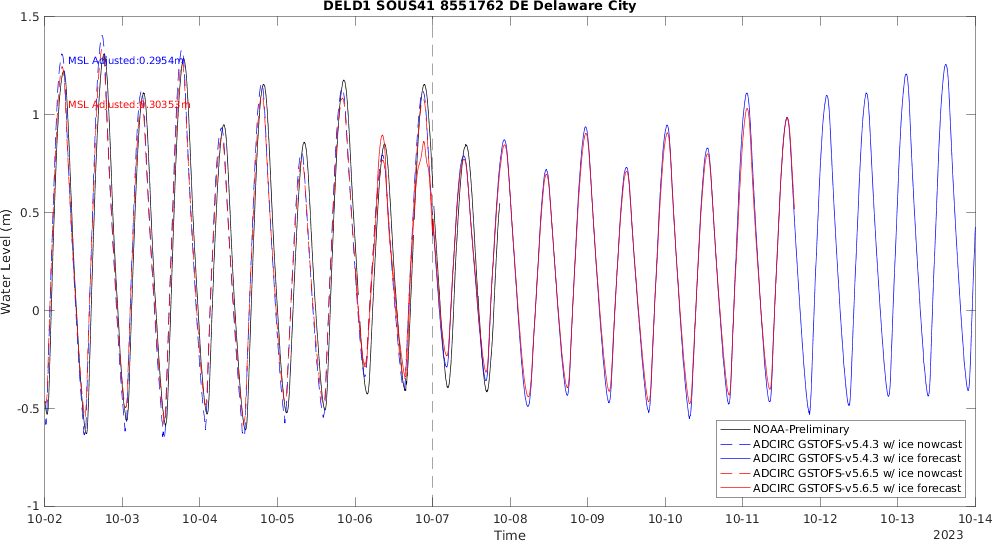 DELD1 SOUS41 8551762 DE Delaware City
1.5
MSL Adjusted:0.2954m
MSL Adjusted:0.30353m
1
0.5
0
-0.5
-1
Water Level (m)
NOAA-Preliminary
ADCIRC GSTOFS-v5.4.3 w/ ice nowcast
ADCIRC GSTOFS-v5.4.3 w/ ice forecast
ADCIRC GSTOFS-v5.6.5 w/ ice nowcast
ADCIRC GSTOFS-v5.6.5 w/ ice forecast
10-02 10-03 10-04 10-05 10-06 10-07 10-08 10-09 10-10 10-11 10-12 10-13 10-14
Time
2023